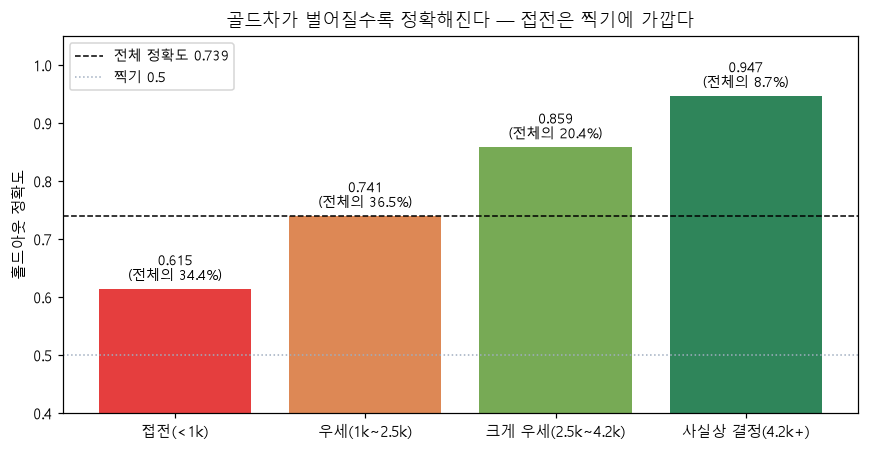 골드차가 벌어질수록 정확해진다 — 접전은 찍기에 가깝다
전체 정확도 0.739
찍기 0.5
홀드아웃 정확도
1.0
0.9
0.8
0.7
0.6
0.5
0.4
0.615
(전체의 34.4%)
0.741
(전체의 36.5%)
0.859
(전체의 20.4%)
0.947
(전체의 8.7%)
접전(<1k)
우세(1k~2.5k)
크게 우세(2.5k~4.2k)
사실상 결정(4.2k+)